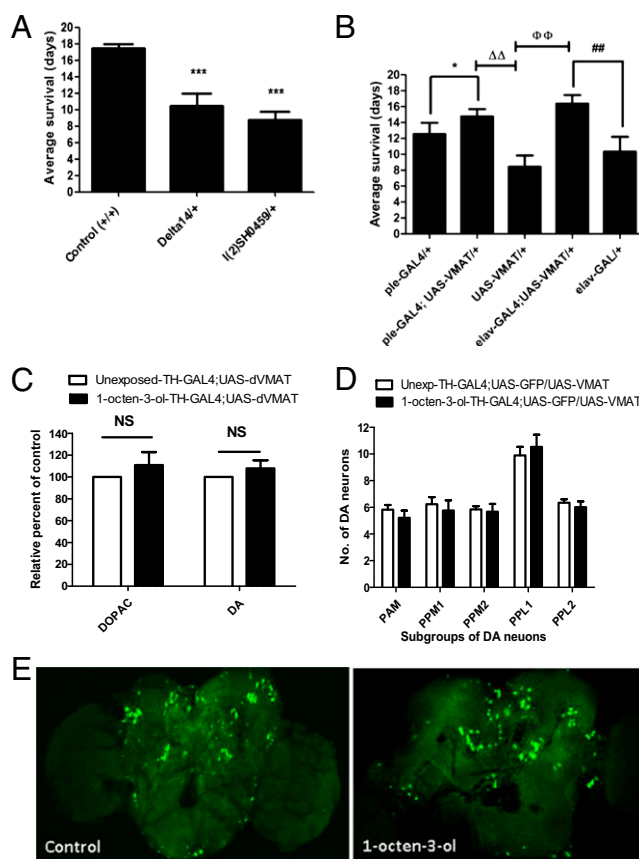 A
Average survival (days)
20
18
16
14
12
10
8
6
4
2
0
***
***
Control (+/+)
Delta14/+
l(2)SH0459/+
B
Average survival (days)
20
18
16
14
12
10
8
6
4
2
0
*
ΔΔ
ΦΦ
##
ple-GAL4/+
ple-GAL4; UAS-VMAT/+
UAS-VMAT/+
elav-GAL4;UAS-VMAT/+
elav-GAL/+
C
Unexposed-TH-GAL4;UAS-dVMAT
1-octen-3-ol-TH-GAL4;UAS-dVMAT
Relative percent of control
140
120
100
80
60
40
20
0
NS
NS
DOPAC
DA
D
Unexp-TH-GAL4;UAS-GFP/UAS-VMAT
1-octen-3-ol-TH-GAL4;UAS-GFP/UAS-VMAT
No. of DA neurons
12
10
8
6
4
2
0
PAM
PPM1
PPM2
PPL1
PPL2
Subgroups of DA neuons
E
Control
1-octen-3-ol